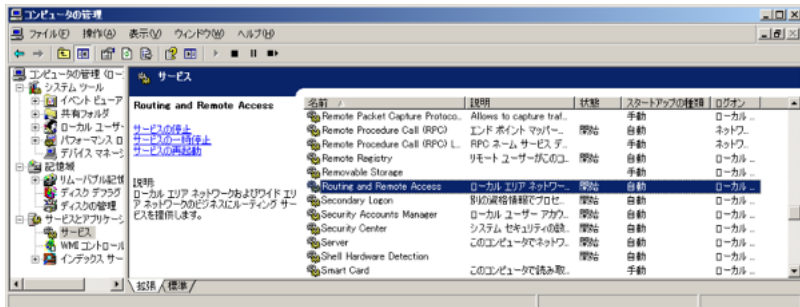 コンピュータの管理
ファイル(F) 操作(A) 表示(V) ウィンドウ(W) ヘルプ(H)
コンピュータの管理 (ロー
システム ツール
イベント ビューア
共有フォルダ
ローカル ユーザー
パフォーマンス ロ
デバイス マネージ
記憶域
リムーバブル記憶
ディスク デフラグ
ディスクの管理
サービスとアプリケーシ
サービス
WMI コントロール
インデックス サー
サービス
Routing and Remote Access
サービスの停止
サービスの一時停止
サービスの再起動
説明:
ローカル エリア ネットワークおよびワイド エリ
ア ネットワークのビジネスにルーティング サー
ビスを提供します。
名前 説明 状態 スタートアップの種類 ログオン
Remote Packet Capture Protoco... Allows to capture traf... 手動 ローカル ...
Remote Procedure Call (RPC) エンド ポイント マッパー... 開始 自動 ネットワ...
Remote Procedure Call (RPC) L... RPC ネーム サービス デ... 手動 ネットワ...
Remote Registry リモート ユーザーがこのコ... 開始 自動 ローカル ...
Removable Storage 手動 ローカル ...
Routing and Remote Access ローカル エリア ネットワー... 開始 自動 ローカル ...
Secondary Logon 別の資格情報でプロセ... 開始 自動 ローカル ...
Security Accounts Manager ローカル ユーザー アカウ... 開始 自動 ローカル ...
Security Center システム セキュリティの設... 開始 自動 ローカル ...
Server このコンピュータでネットワ... 開始 自動 ローカル ...
Shell Hardware Detection 開始 自動 ローカル ...
Smart Card このコンピュータで読み取... 手動 ローカル ...
拡張 標準